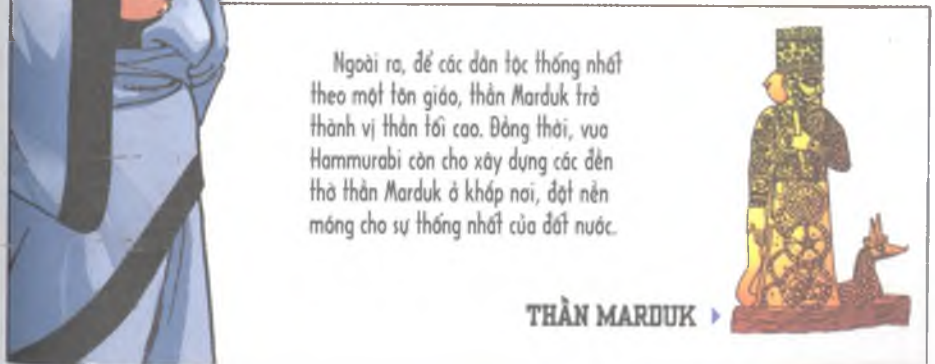 Ngoài ra, để các dân tộc thống nhất
theo một tôn giáo, thần Marduk trở
thành vị thần tối cao. Đồng thời, vua
Hammurabi còn cho xây dựng các đền
thờ thần Marduk ở khắp nơi, đặt nền
móng cho sự thống nhất của đất nước.
THẦN MARDUK